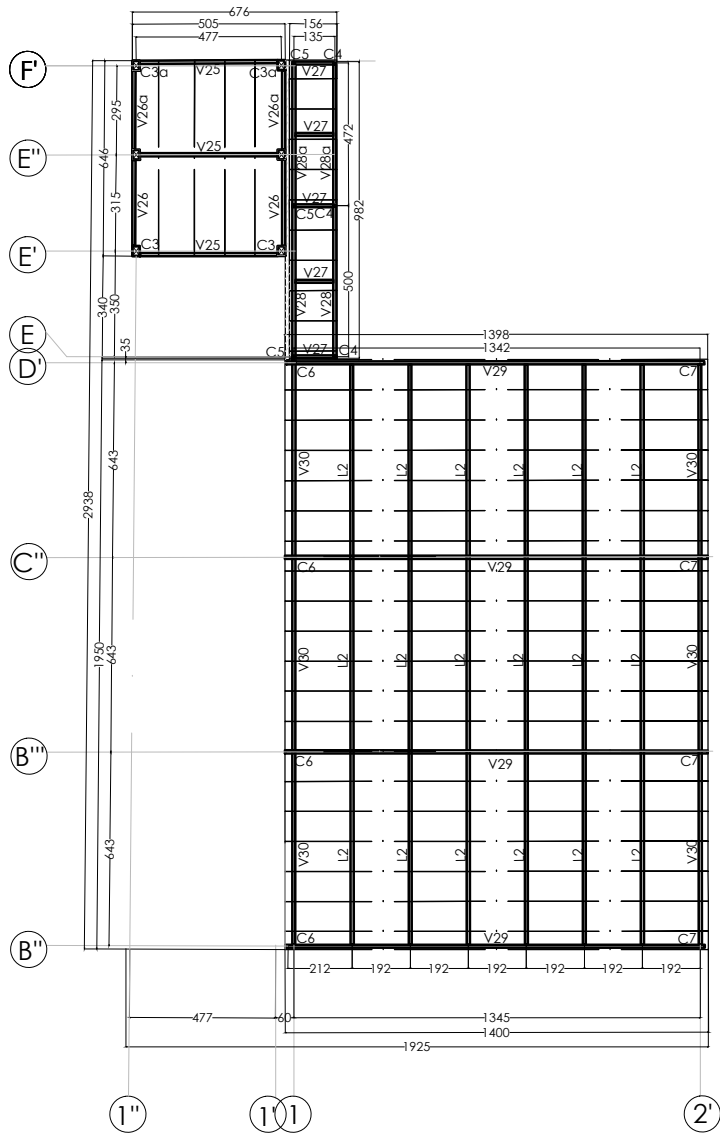 676
505 156
477 135
F' C3a V25 C3a C5 C4
V27
295 V26a V26a 472
V27
E'' V25
646 V28a V28a
315 V26 V26 V27
C5 C4 982
E' C3 V25 C3
V27
340 350 V28 V28 500
1398
E 35 C5 V27 C4 1342
D' C6 V29 C7
643 V30 L2 L2 L2 L2 L2 L2 V30
2938
C'' C6 V29 C7
1950 643 V30 L2 L2 L2 L2 L2 L2 V30
B''' C6 V29 C7
643 V30 L2 L2 L2 L2 L2 L2 V30
B'' C6 V29 C7
212 192 192 192 192 192 192
477 60 1345
1400
1925
1'' 1' 1 2'